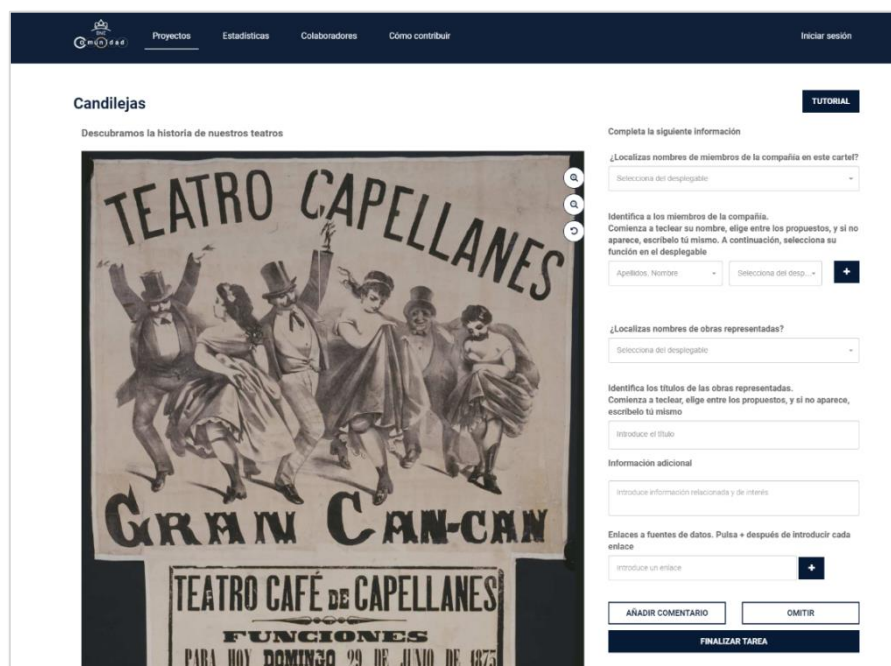 BNE
Comunidad
Proyectos
Estadísticas
Colaboradores
Cómo contribuir
Iniciar sesión
Candilejas
TUTORIAL
Descubramos la historia de nuestros teatros
TEATRO CAPELLANES
GRAN CAN-CAN
TEATRO CAFÉ DE CAPELLANES
FUNCIONES
PARA HOY DOMINGO 29 DE JUNIO DE 1873
Completa la siguiente información
¿Localizas nombres de miembros de la compañía en este cartel?
Selecciona del desplegable
Identifica a los miembros de la compañía.
Comienza a teclear su nombre, elige entre los propuestos, y si no
aparece, escríbelo tú mismo. A continuación, selecciona su
función en el desplegable
Apellidos, Nombre
Selecciona del desp...
+
¿Localizas nombres de obras representadas?
Selecciona del desplegable
Identifica los títulos de las obras representadas.
Comienza a teclear, elige entre los propuestos, y si no aparece,
escríbelo tú mismo
Introduce el título
Información adicional
Introduce información relacionada y de interés
Enlaces a fuentes de datos. Pulsa + después de introducir cada
enlace
Introduce un enlace
+
AÑADIR COMENTARIO
OMITIR
FINALIZAR TAREA